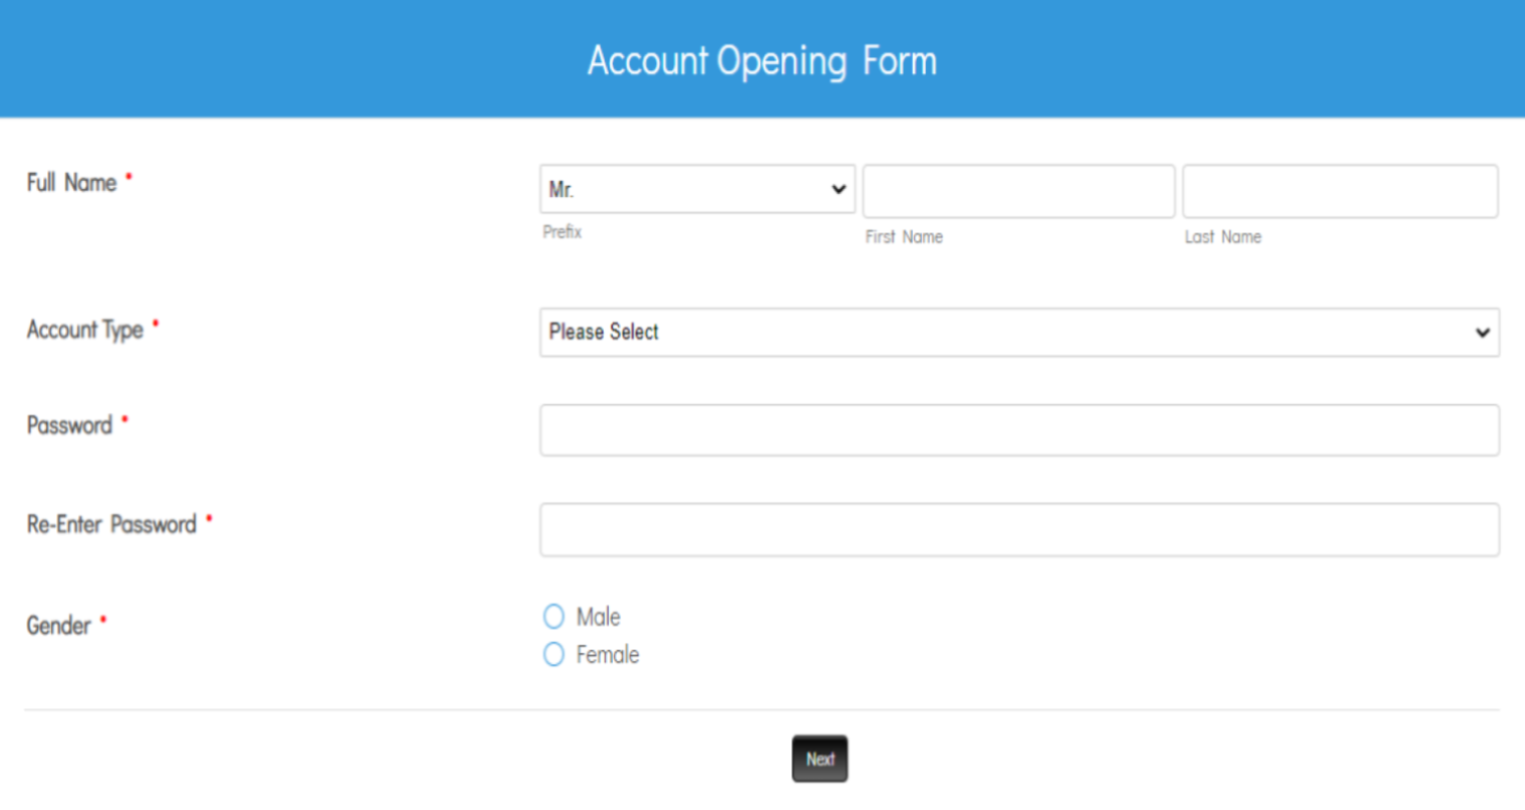 Account Opening Form
Full Name *
Mr.
Prefix
First Name
Last Name
Account Type *
Please Select
Password *
Re-Enter Password *
Gender *
Male
Female
Next